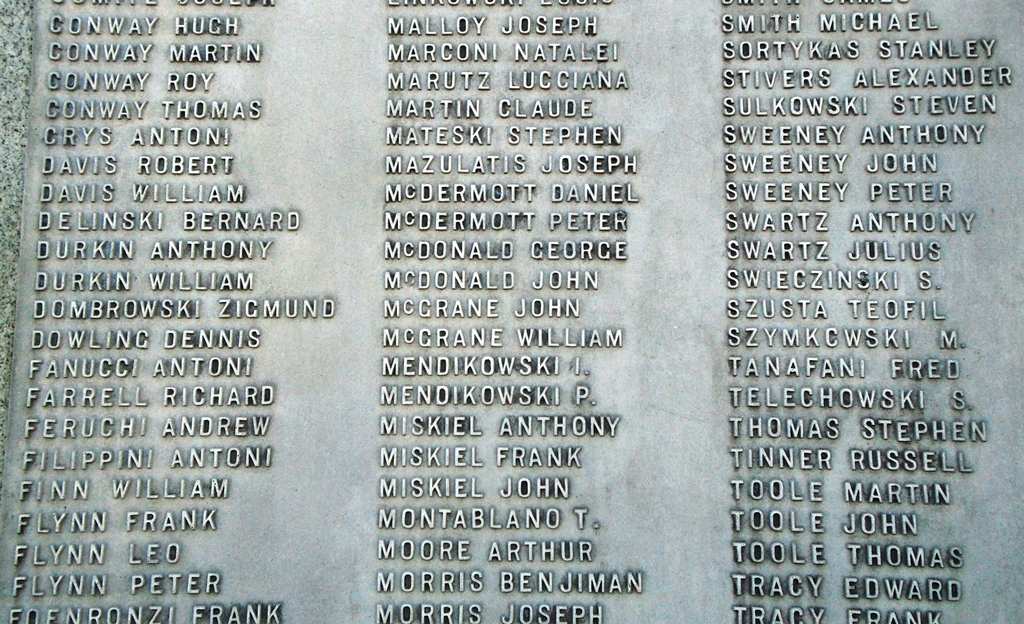 CONWAY HUGH
CONWAY MARTIN
CONWAY ROY
CONWAY THOMAS
CRYS ANTONI
DAVIS ROBERT
DAVIS WILLIAM
DELINSKI BERNARD
DURKIN ANTHONY
DURKIN WILLIAM
DOMBROWSKI ZIGMUND
DOWLING DENNIS
FANUCCI ANTONI
FARRELL RICHARD
FERUCHI ANDREW
FILIPPINI ANTONI
FINN WILLIAM
FLYNN FRANK
FLYNN LEO
FLYNN PETER
FRANK
MALLOY JOSEPH
MARCONI NATALEI
MARUTZ LUCCIANA
MARTIN CLAUDE
MATESKI STEPHEN
MAZULATIS JOSEPH
McDERMOTT DANIEL
McDERMOTT PETER
McDONALD GEORGE
McDONALD JOHN
McGRANE JOHN
McGRANE WILLIAM
MENDIKOWSKI I.
MENDIKOWSKI P.
MISKIEL ANTHONY
MISKIEL FRANK
MISKIEL JOHN
MONTABLANO T.
MOORE ARTHUR
MORRIS BENJIMAN
MORRIS JOSEPH
SMITH JAMES
SMITH MICHAEL
SORTYKAS STANLEY
STIVERS ALEXANDER
SULKOWSKI STEVEN
SWEENEY ANTHONY
SWEENEY JOHN
SWEENEY PETER
SWARTZ ANTHONY
SWARTZ JULIUS
SWIECZINSKI S.
SZUSTA TEOFIL
SZYMKCWSKI M.
TANAFANI FRED
TELECHOWSKI S.
THOMAS STEPHEN
TINNER RUSSELL
TOOLE MARTIN
TOOLE JOHN
TOOLE THOMAS
TRACY EDWARD
TRACY FRANK